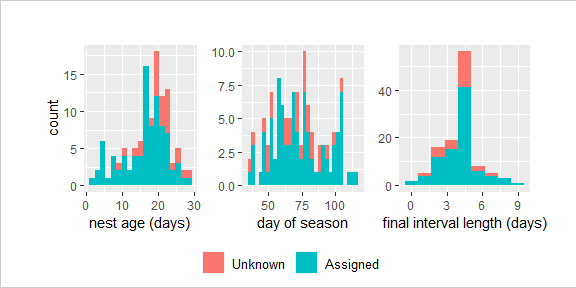 count
15
10
5
0
0 10 20 30
nest age (days)
10.0
7.5
5.0
2.5
0.0
50 75 100
day of season
40
20
0
0 3 6 9
final interval length (days)
Unknown Assigned